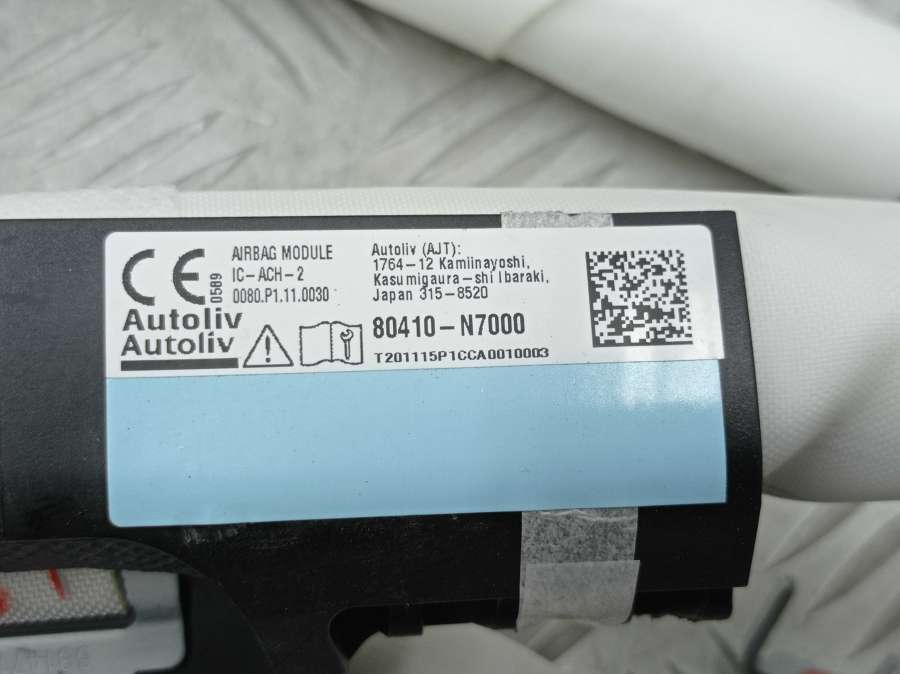 CE
0589
AIRBAG MODULE
IC-ACH-2
0080.P1.11.0030
Autoliv
Autoliv
Autoliv (AJT):
1764-12 Kamiinayoshi,
Kasumigaura-shi Ibaraki,
Japan 315-8520
80410-N7000
T201115P1CCA0010003